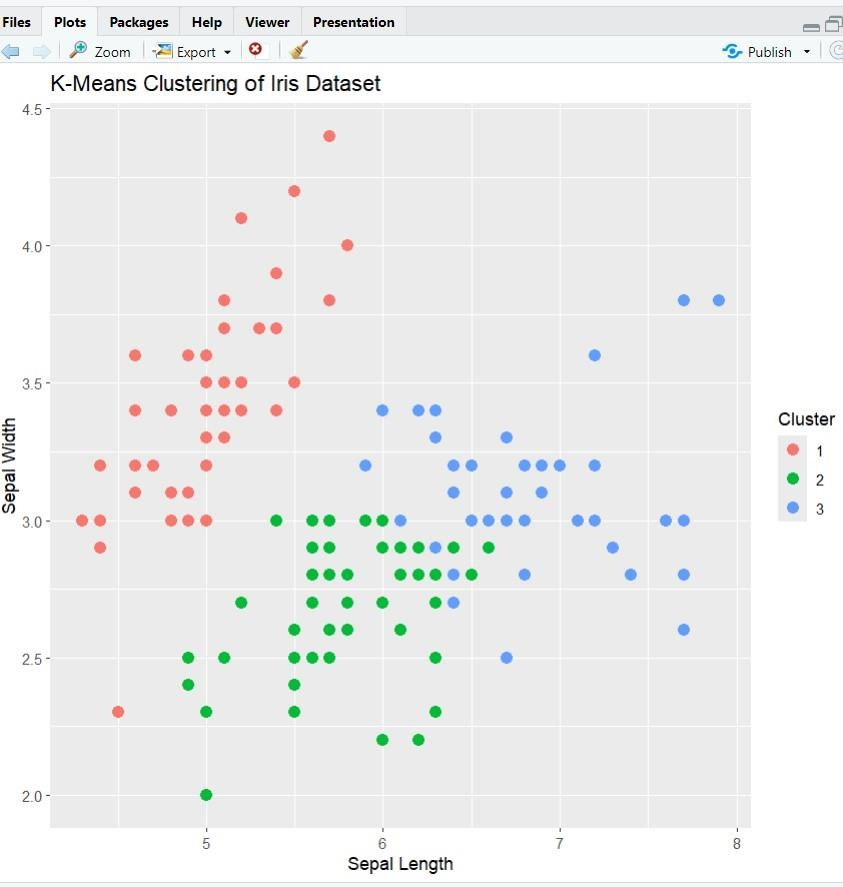 Files Plots Packages Help Viewer Presentation
Zoom Export Publish
K-Means Clustering of Iris Dataset
4.5
4.0
3.5
3.0
2.5
2.0
Sepal Width
5 6 7 8
Sepal Length
Cluster
1
2
3